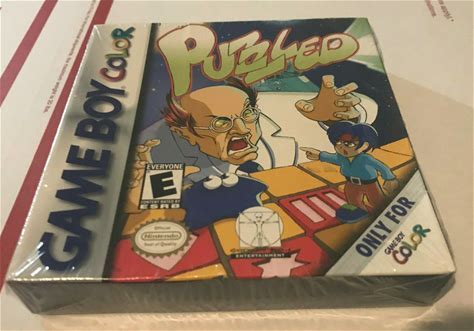 PUZZLED
GAME BOY COLOR
EVERYONE
E
CONTENT RATED BY
ESRB
Official
Nintendo
Seal of Quality
ENTERTAINMENT
ONLY FOR
GAME BOY
COLOR